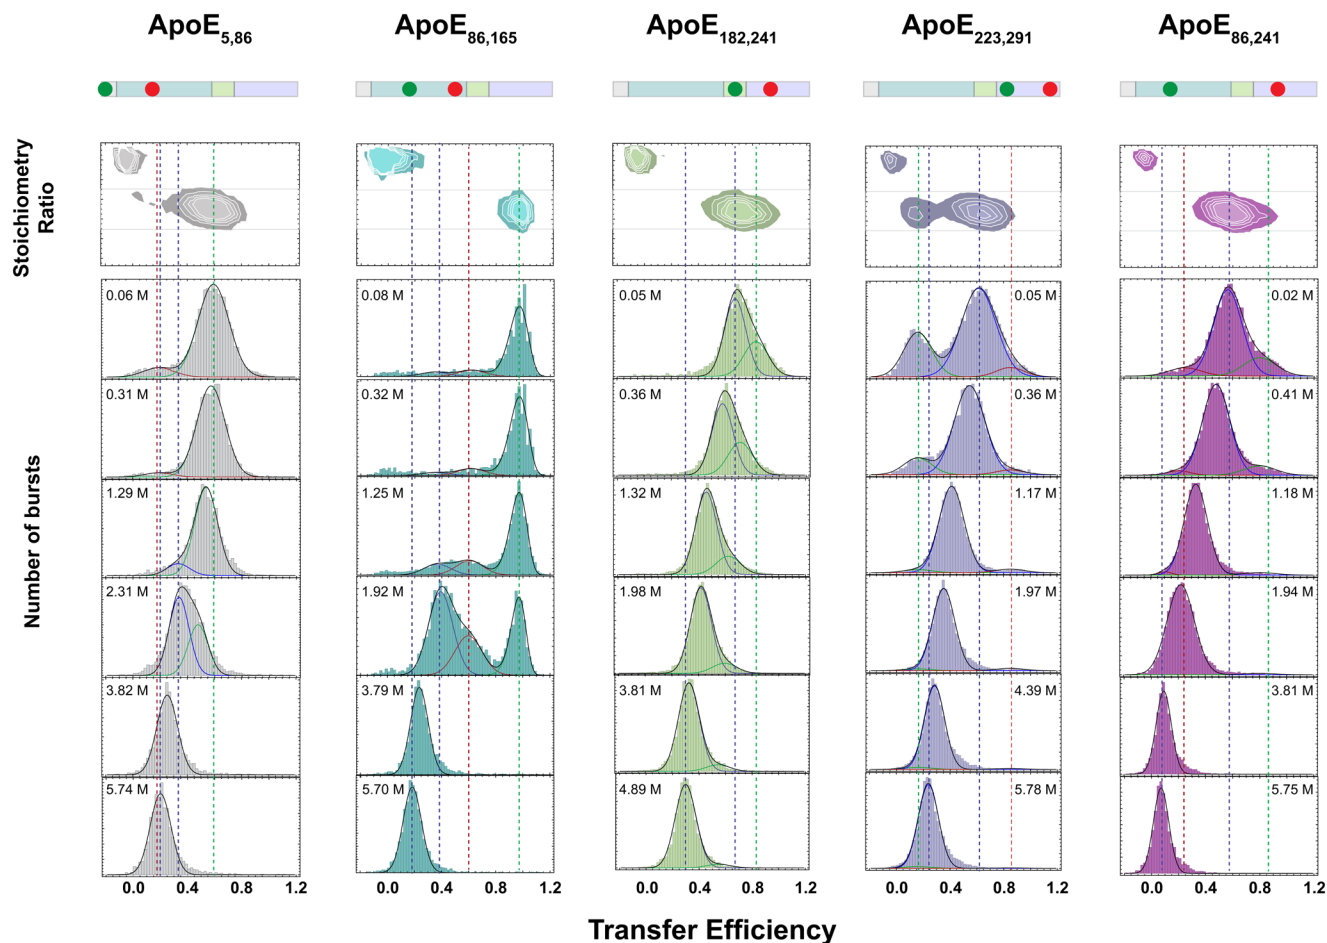 ApoE5,86 ApoE86,165 ApoE182,241 ApoE223,291 ApoE86,241
Stoichiometry
Ratio
Number of bursts
0.06 M 0.08 M 0.05 M 0.05 M 0.02 M
0.31 M 0.32 M 0.36 M 0.36 M 0.41 M
1.29 M 1.25 M 1.32 M 1.17 M 1.18 M
2.31 M 1.92 M 1.98 M 1.97 M 1.94 M
3.82 M 3.79 M 3.81 M 4.39 M 3.81 M
5.74 M 5.70 M 4.89 M 5.78 M 5.75 M
0.0 0.4 0.8 1.2 0.0 0.4 0.8 1.2 0.0 0.4 0.8 1.2 0.0 0.4 0.8 1.2 0.0 0.4 0.8 1.2
Transfer Efficiency